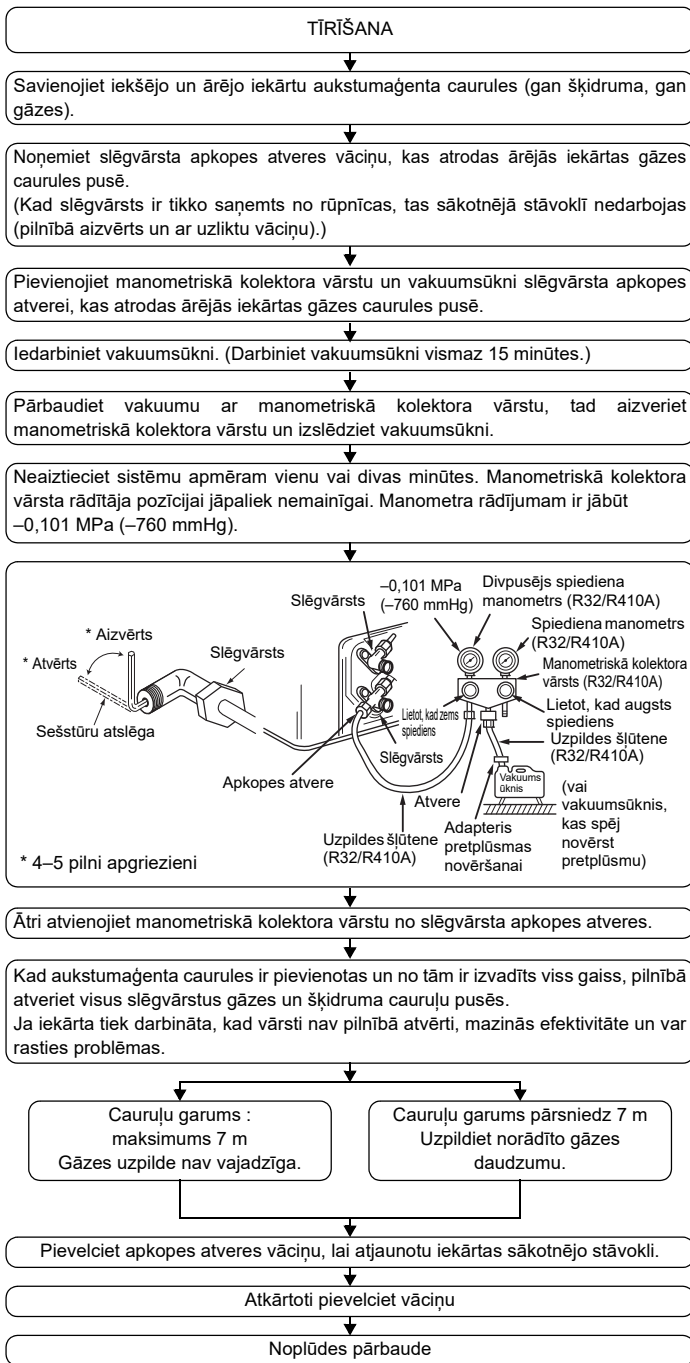 TĪRĪŠANA
Savienojiet iekšējo un ārējo iekārtu aukstumaģenta caurules (gan šķidruma, gan
gāzes).
Noņemiet slēgvārsta apkopes atveres vāciņu, kas atrodas ārējās iekārtas gāzes
caurules pusē.
(Kad slēgvārsts ir tikko saņemts no rūpnīcas, tas sākotnējā stāvoklī nedarbojas
(pilnībā aizvērts un ar uzliktu vāciņu).)
Pievienojiet manometriskā kolektora vārstu un vakuumsūkni slēgvārsta apkopes
atverei, kas atrodas ārējās iekārtas gāzes caurules pusē.
Iedarbiniet vakuumsūkni. (Darbiniet vakuumsūkni vismaz 15 minūtes.)
Pārbaudiet vakuumu ar manometriskā kolektora vārstu, tad aizveriet
manometriskā kolektora vārstu un izslēdziet vakuumsūkni.
Neaiztieciet sistēmu apmēram vienu vai divas minūtes. Manometriskā kolektora
vārsta rādītāja pozīcijai jāpaliek nemainīgai. Manometra rādījumam ir jābūt
–0,101 MPa (–760 mmHg).
* Aizvērts
* Atvērts
Slēgvārsts
Sešstūru atslēga
Slēgvārsts
–0,101 MPa
(–760 mmHg)
Divpusējs spiediena
manometrs (R32/R410A)
Spiediena manometrs
(R32/R410A)
Manometriskā kolektora
vārsts (R32/R410A)
Lietot, kad zems
spiediens
Lietot, kad augsts
spiediens
Slēgvārsts
Apkopes atvere
Uzpildes šļūtene
(R32/R410A)
Atvere
Vakuums
ūknis
Uzpildes šļūtene
(R32/R410A)
Adapteris
pretplūsmas
novēršanai
(vai
vakuumsūknis,
kas spēj
novērst
pretplūsmu)
* 4–5 pilni apgriezieni
Ātri atvienojiet manometriskā kolektora vārstu no slēgvārsta apkopes atveres.
Kad aukstumaģenta caurules ir pievienotas un no tām ir izvadīts viss gaiss, pilnībā
atveriet visus slēgvārstus gāzes un šķidruma cauruļu pusēs.
Ja iekārta tiek darbināta, kad vārsti nav pilnībā atvērti, mazinās efektivitāte un var
rasties problēmas.
Cauruļu garums :
maksimums 7 m
Gāzes uzpilde nav vajadzīga.
Cauruļu garums pārsniedz 7 m
Uzpildiet norādīto gāzes
daudzumu.
Pievelciet apkopes atveres vāciņu, lai atjaunotu iekārtas sākotnējo stāvokli.
Atkārtoti pievelciet vāciņu
Noplūdes pārbaude